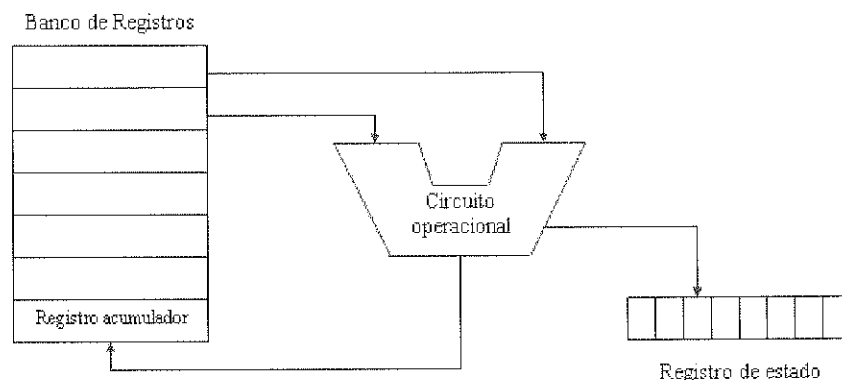 Banco de Registros
Circuito
operacional
Registro acumulador
Registro de estado